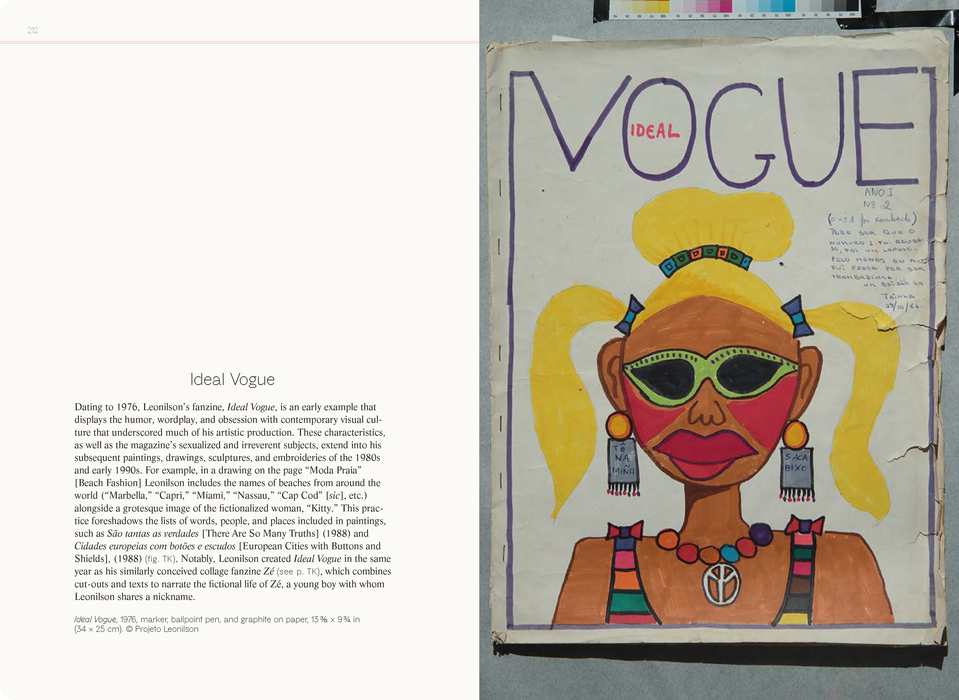 212
Ideal Vogue
Dating to 1976, Leonilson's fanzine, Ideal Vogue, is an early example that
displays the humor, wordplay, and obsession with contemporary visual cul-
ture that underscored much of his artistic production. These characteristics,
as well as the magazine's sexualized and irreverent subjects, extend into his
subsequent paintings, drawings, sculptures, and embroideries of the 1980s
and early 1990s. For example, in a drawing on the page “Moda Praia”
[Beach Fashion] Leonilson includes the names of beaches from around the
world (“Marbella,” “Capri,” “Miami,” “Nassau,” “Cap Cod” [sic], etc.)
alongside a grotesque image of the fictionalized woman, “Kitty.” This prac-
tice foreshadows the lists of words, people, and places included in paintings,
such as São tantas as verdades [There Are So Many Truths] (1988) and
Cidades europeias com botões e escudos [European Cities with Buttons and
Shields], (1988) (fig. TK). Notably, Leonilson created Ideal Vogue in the same
year as his similarly conceived collage fanzine Zé (see p. TK), which combines
cut-outs and texts to narrate the fictional life of Zé, a young boy with whom
Leonilson shares a nickname.
Ideal Vogue, 1976, marker, ballpoint pen, and graphite on paper, 13 ⅜ × 9 ¾ in
(34 × 25 cm). © Projeto Leonilson
VOGUE
IDEAL
ANO I
Nº 2
(o nº 1 foi roubado)
PODE SER QUE O
NUMERO 1 FOI
FOI UM
PELO MENOS EU
FUI POR SER
TROMBADINHA
UM DA
TÔ
NA
MINHA
SACA
BIXO